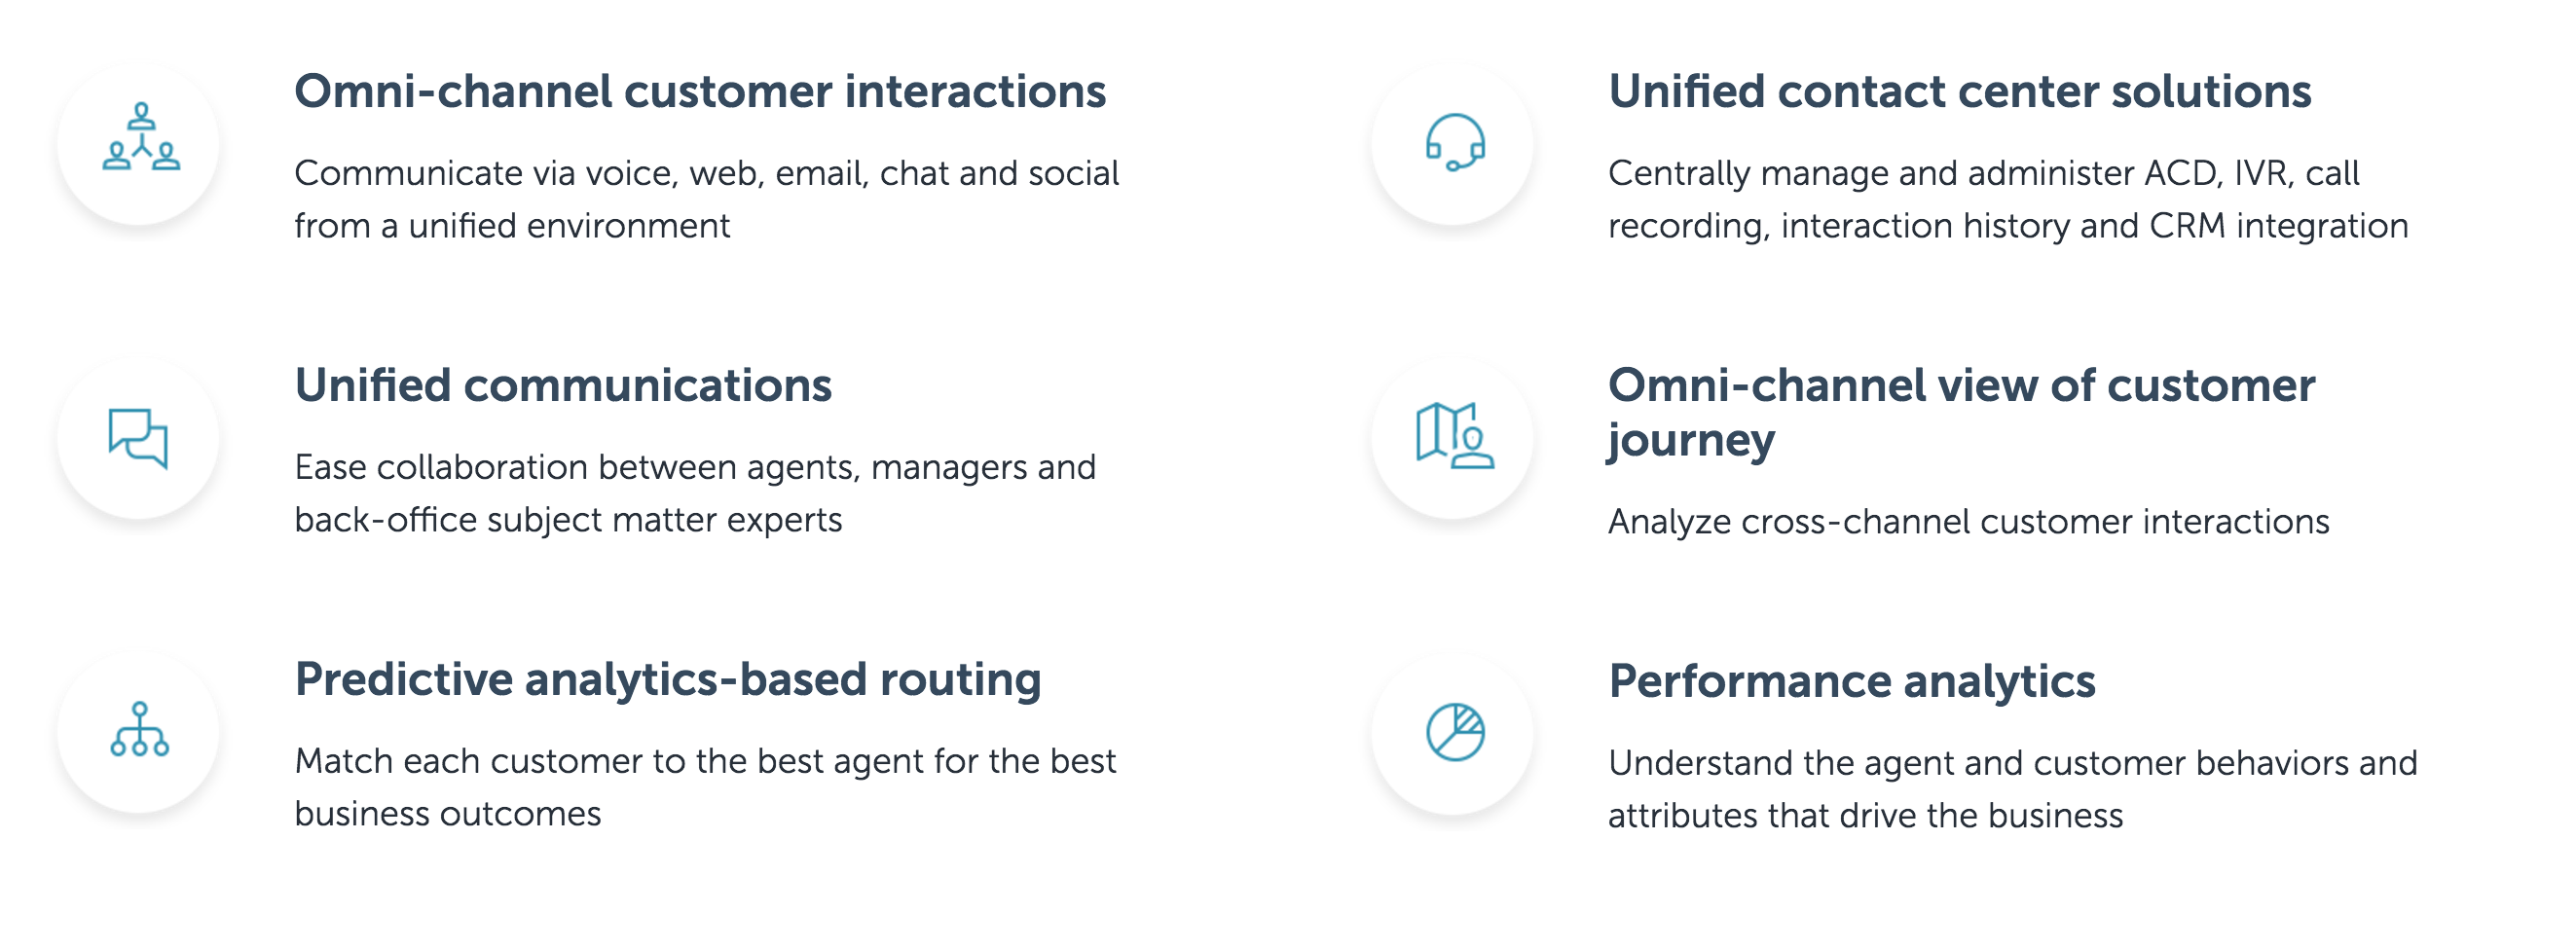 Omni-channel customer interactions
Communicate via voice, web, email, chat and social
from a unified environment
Unified contact center solutions
Centrally manage and administer ACD, IVR, call
recording, interaction history and CRM integration
Unified communications
Ease collaboration between agents, managers and
back-office subject matter experts
Omni-channel view of customer
journey
Analyze cross-channel customer interactions
Predictive analytics-based routing
Match each customer to the best agent for the best
business outcomes
Performance analytics
Understand the agent and customer behaviors and
attributes that drive the business